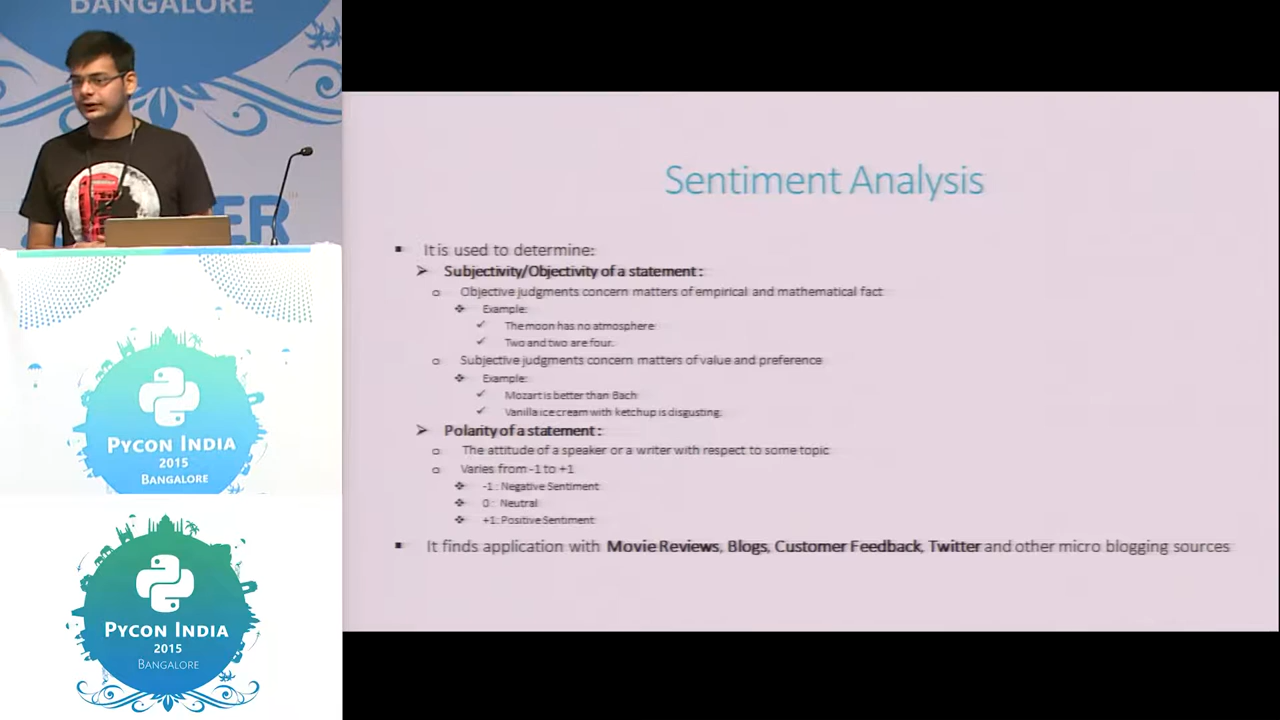 BANGALORE
ER
PYCON INDIA
2015
BANGALORE
PYCON INDIA
2015
BANGALORE
Sentiment Analysis
It is used to determine:
Subjectivity/Objectivity of a statement :
Objective judgments concern matters of empirical and mathematical fact
Example:
The moon has no atmosphere
Two and two are four.
Subjective judgments concern matters of value and preference
Example:
Mozart is better than Bach
Vanilla ice cream with ketchup is disgusting.
Polarity of a statement :
The attitude of a speaker or a writer with respect to some topic
Varies from -1 to +1
-1 : Negative Sentiment
0 : Neutral
+1: Positive Sentiment
It finds application with Movie Reviews, Blogs, Customer Feedback, Twitter and other micro blogging sources